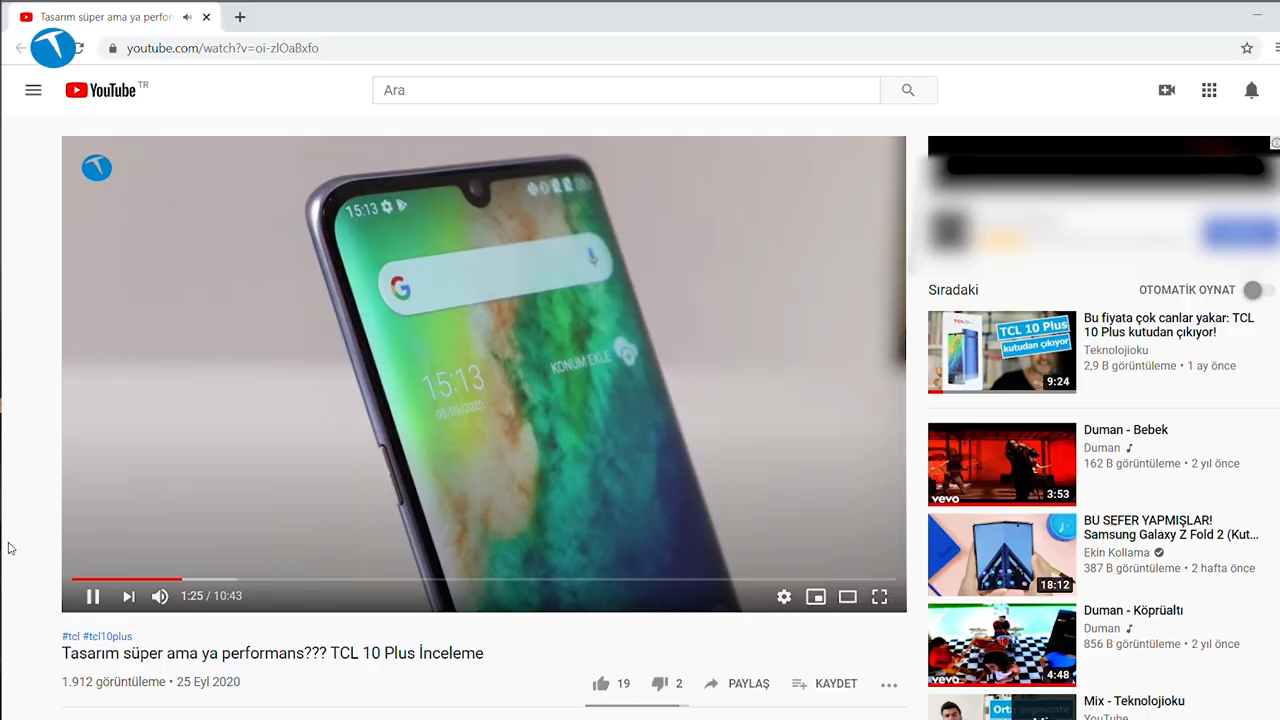 Tasarım süper ama ya perfor
youtube.com/watch?v=oi-zlOaBxfo
YouTube TR
Ara
15:13
15:13
08/09/2020
KONUM EKLE
1:25 / 10:43
#tcl #tcl10plus
Tasarım süper ama ya performans??? TCL 10 Plus İnceleme
1.912 görüntüleme • 25 Eyl 2020
19
2
PAYLAŞ
KAYDET
Sıradaki
OTOMATİK OYNAT
TCL 10 Plus
kutudan çıkıyor
9:24
Bu fiyata çok canlar yakar: TCL
10 Plus kutudan çıkıyor!
Teknolojioku
2,9 B görüntüleme • 1 ay önce
vevo
3:53
Duman - Bebek
Duman
162 B görüntüleme • 2 yıl önce
18:12
BU SEFER YAPMIŞLAR!
Samsung Galaxy Z Fold 2 (Kut...
Ekin Kollama
387 B görüntüleme • 2 hafta önce
vevo
4:48
Duman - Köprüaltı
Duman
856 B görüntüleme • 2 yıl önce
Mix - Teknolojioku
YouTube